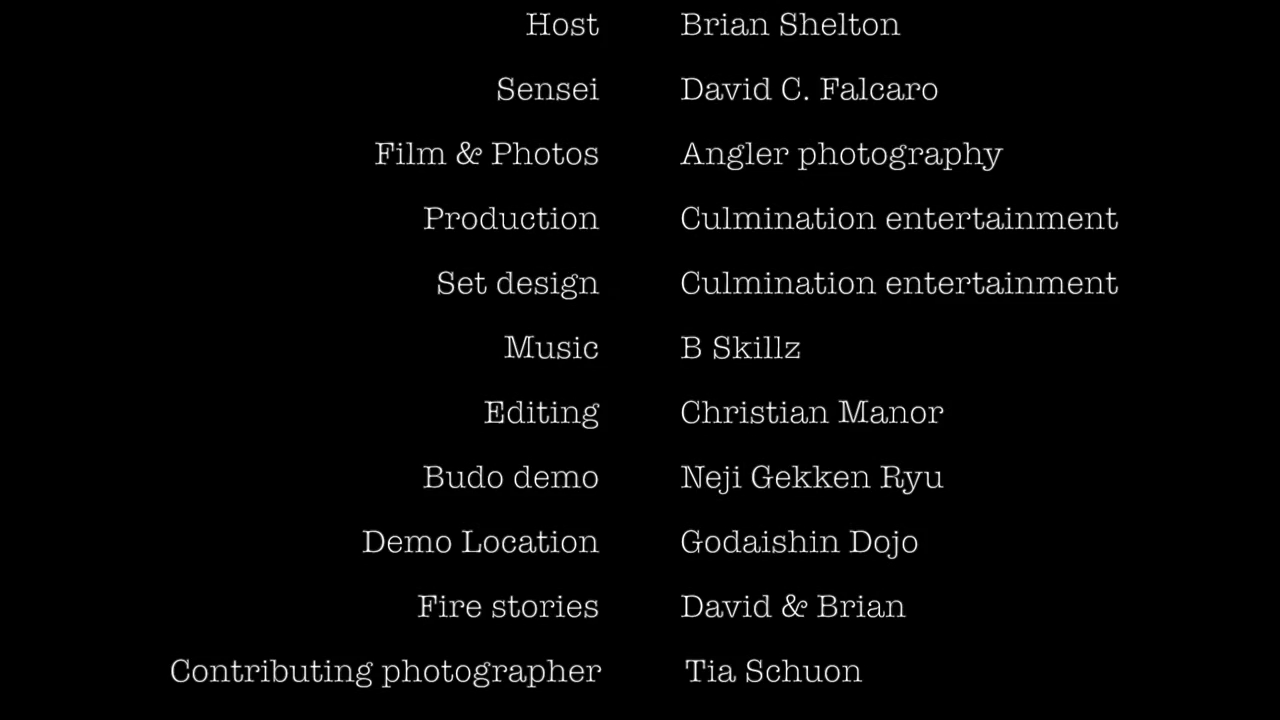 Host Brian Shelton
Sensei David C. Falcaro
Film & Photos Angler photography
Production Culmination entertainment
Set design Culmination entertainment
Music B Skillz
Editing Christian Manor
Budo demo Neji Gekken Ryu
Demo Location Godaishin Dojo
Fire stories David & Brian
Contributing photographer Tia Schuon